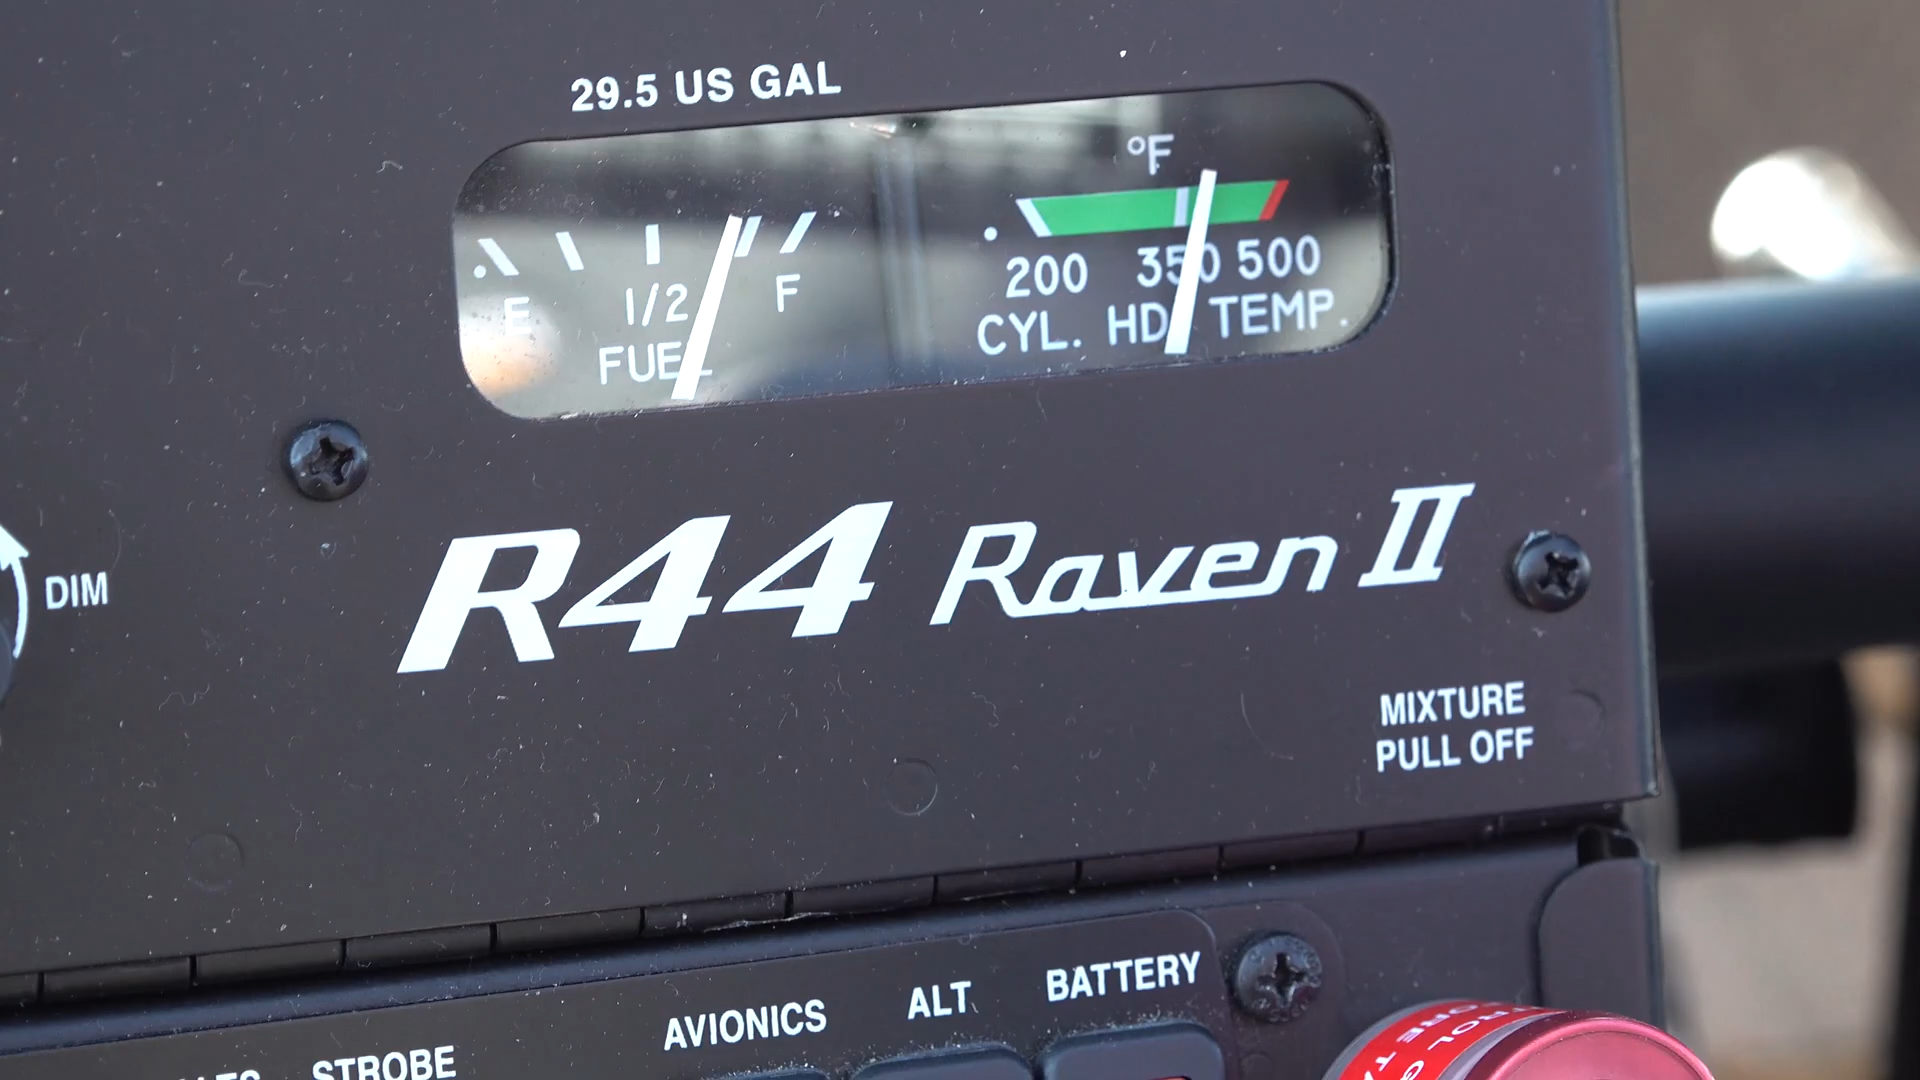 29.5 US GAL
°F
E 1/2 F
FUEL
200 350 500
CYL. HD. TEMP.
DIM
R44 Raven II
MIXTURE
PULL OFF
STROBE AVIONICS ALT BATTERY